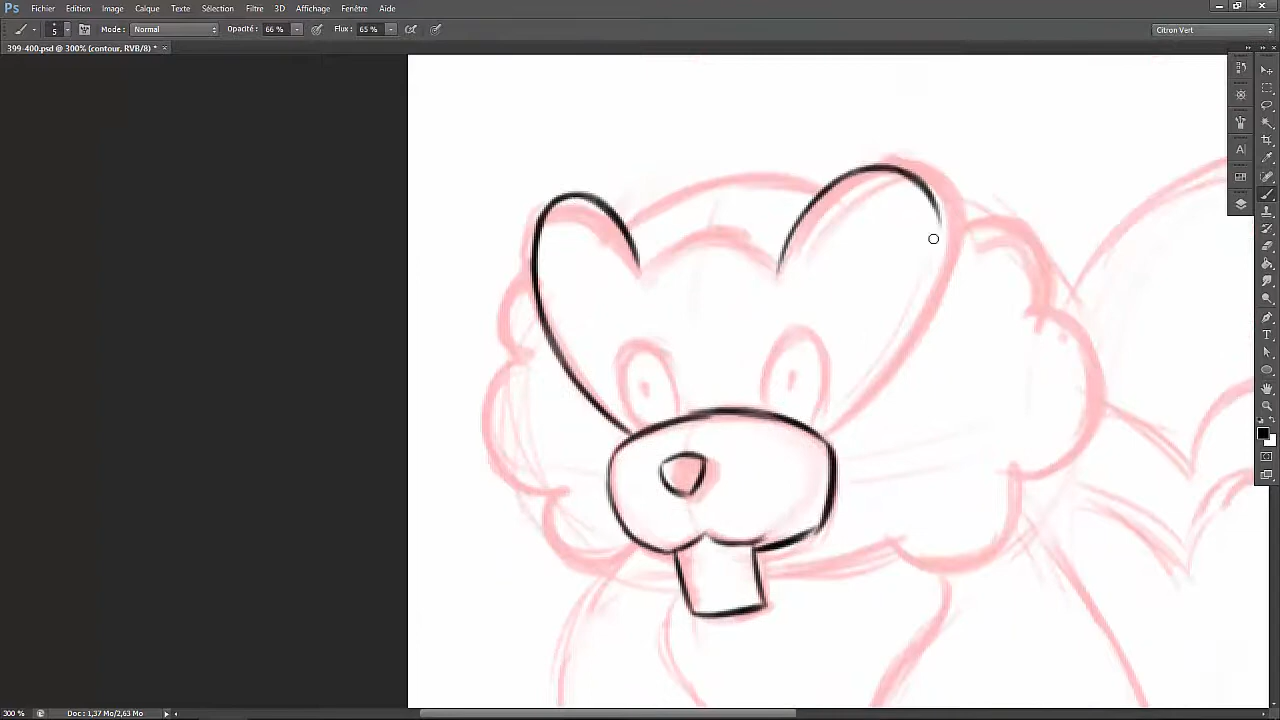 Ps Fichier Edition Image Calque Texte Sélection Filtre 3D Affichage Fenêtre Aide
5 Mode : Normal Opacité : 66 % Flux : 65 % Citron Vert
399-400.psd @ 300% (contour, RVB/8) * ×
300 % Doc : 1,37 Mo/2,63 Mo